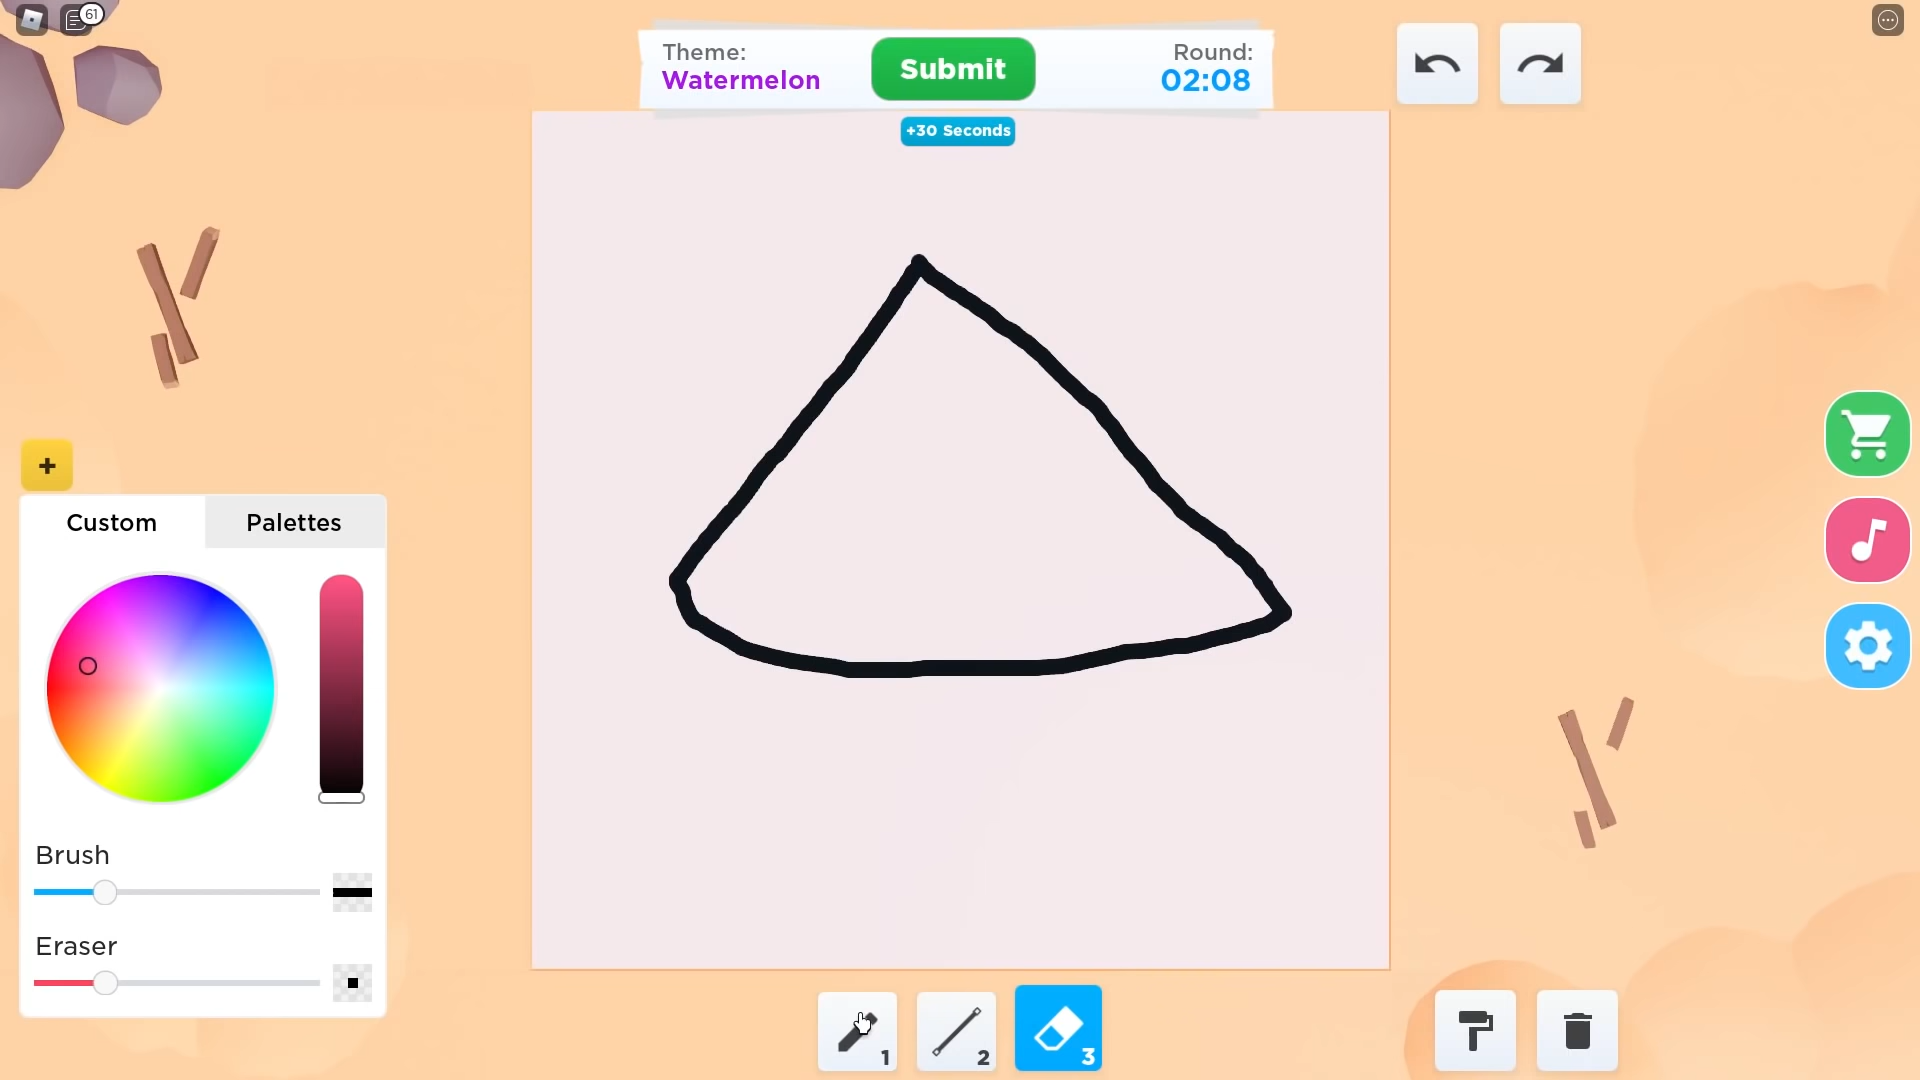 61
Theme:
Watermelon
Submit
Round:
02:08
+30 Seconds
+
Custom
Palettes
Brush
Eraser
1
2
3